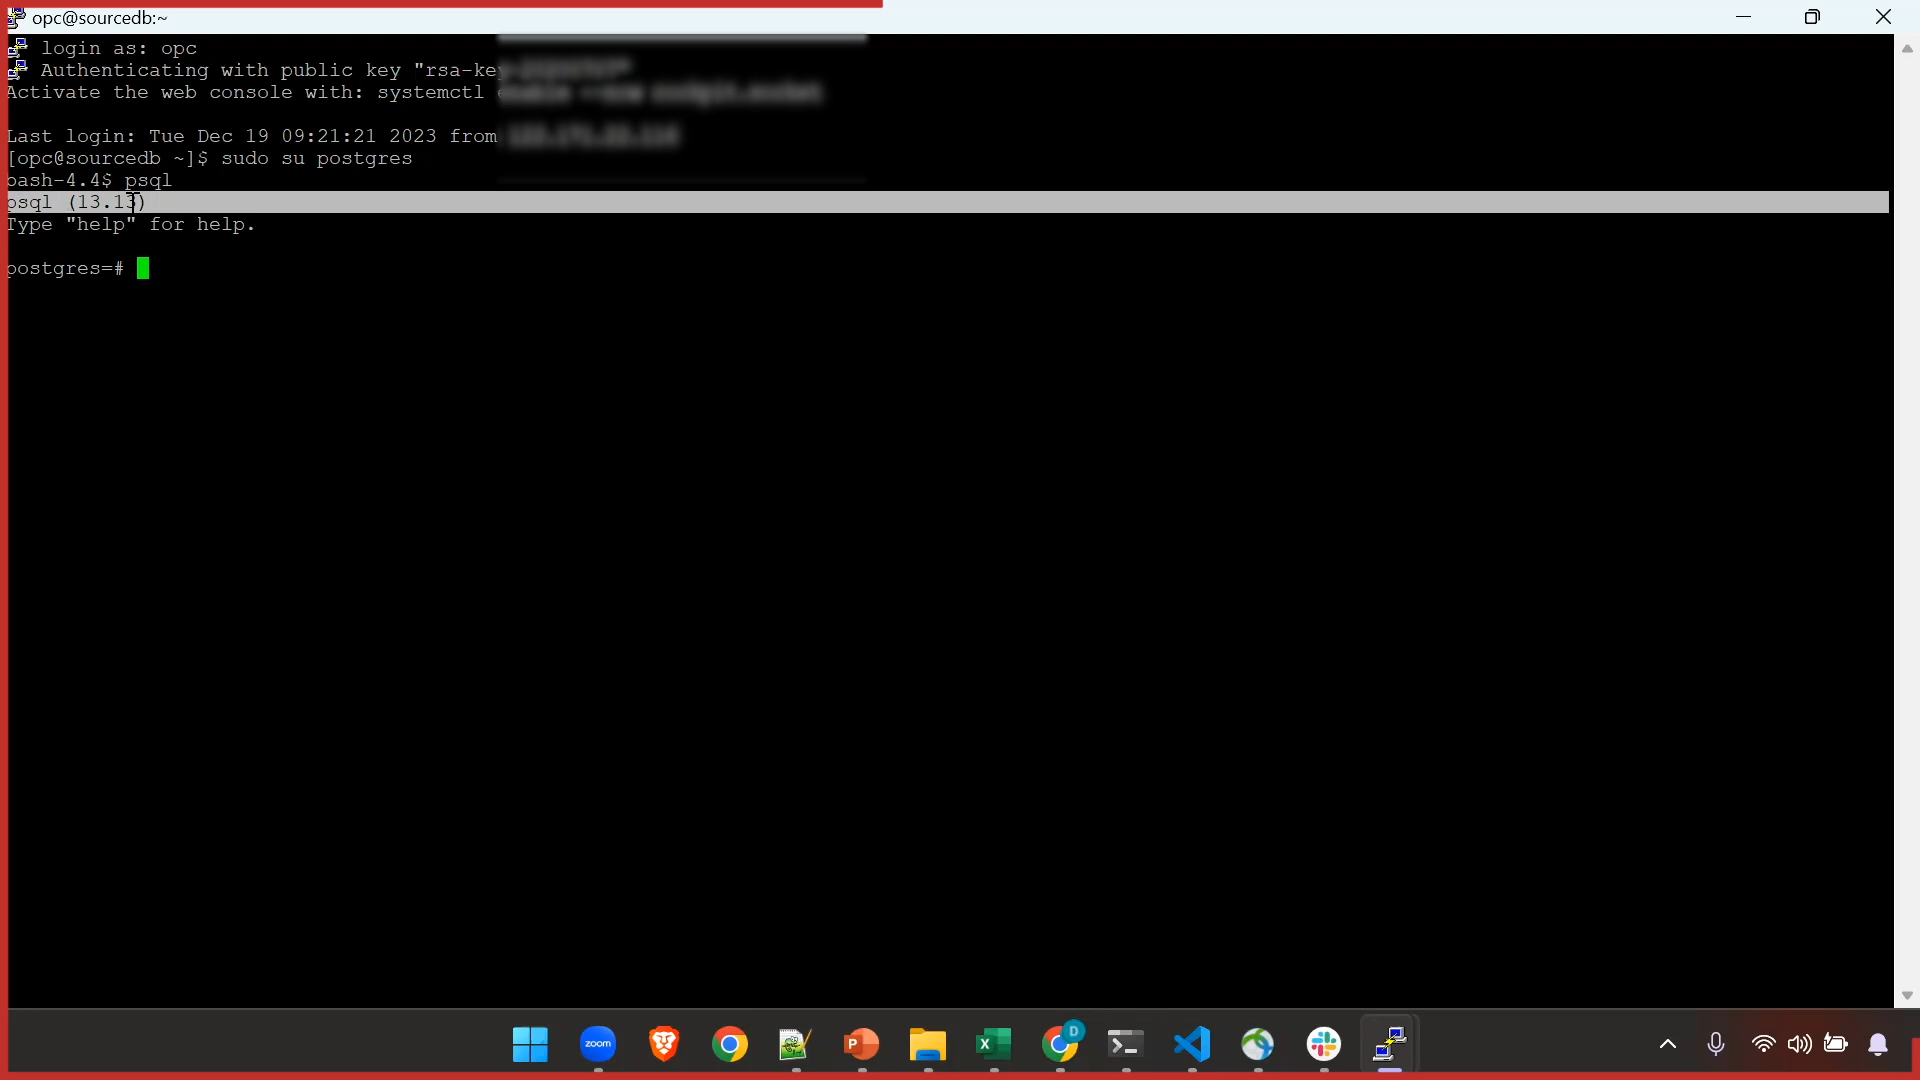 opc@sourcedb:~
login as: opc
Authenticating with public key "rsa-key
Activate the web console with: systemctl
Last login: Tue Dec 19 09:21:21 2023 from
[opc@sourcedb ~]$ sudo su postgres
bash-4.4$ psql
psql (13.13)
Type "help" for help.
postgres=#
zoom
P
X
D